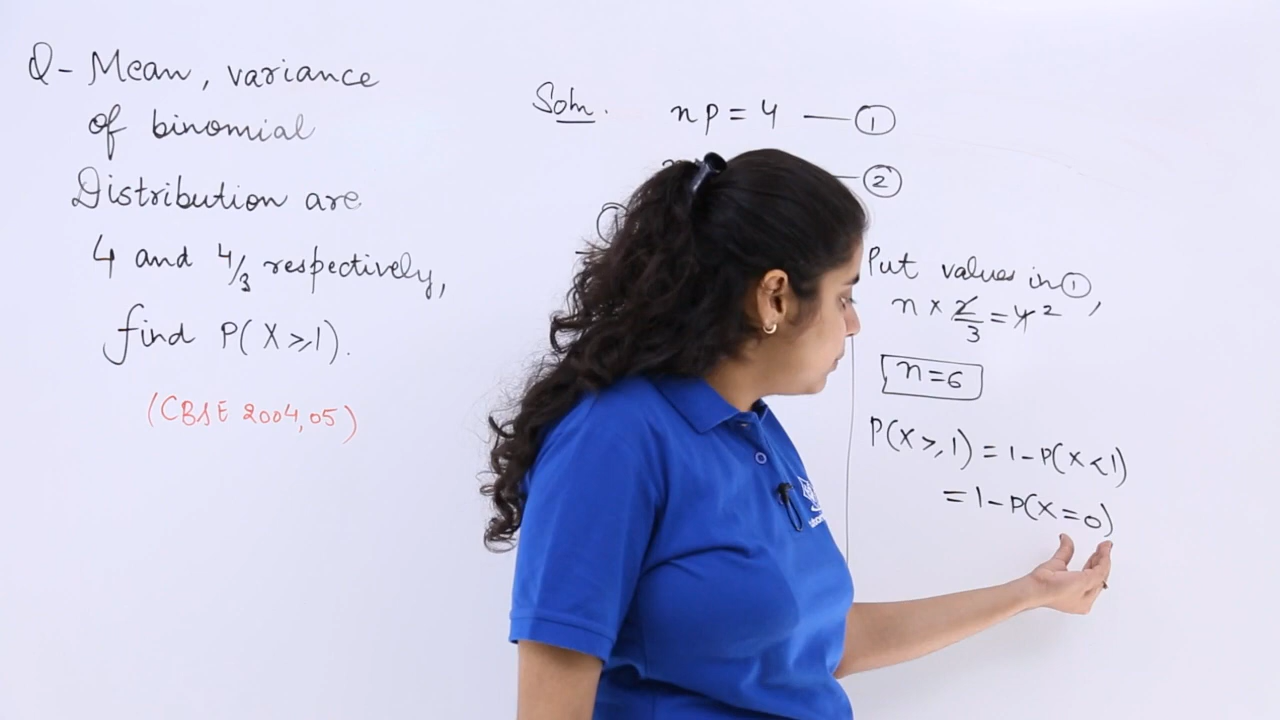 Q- Mean, variance
of binomial
Distribution are
4 and 4/3 respectively,
find P(X≥1).
(CBSE 2004,05)
Soln.
np = 4 — ①
— ②
Put values in ①,
n × 2/3 = 4 2
n=6
P(X≥1) = 1-P(X<1)
= 1-P(X=0)